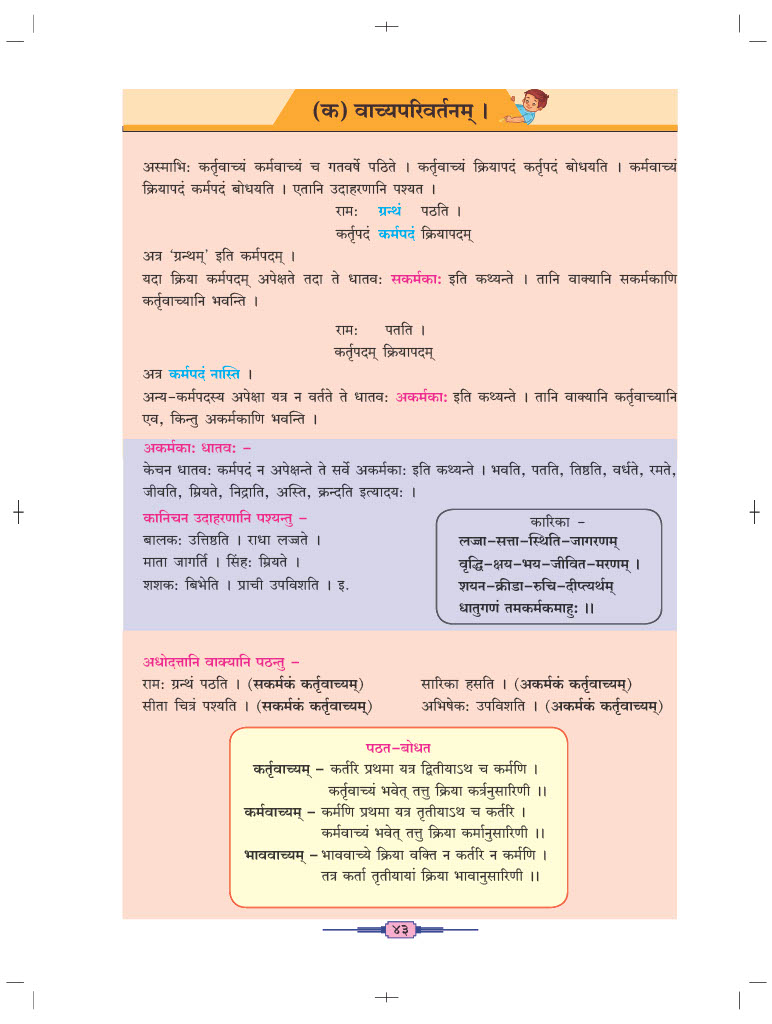 (क) वाच्यपरिवर्तनम् ।
अस्माभिः कर्तृवाच्यं कर्मवाच्यं च गतवर्षे पठिते । कर्तृवाच्यं क्रियापदं कर्तृपदं बोधयति । कर्मवाच्यं
क्रियापदं कर्मपदं बोधयति । एतानि उदाहरणानि पश्यत ।
रामः ग्रन्थं पठति ।
कर्तृपदं कर्मपदं क्रियापदम्
अत्र ‘ग्रन्थम्’ इति कर्मपदम् ।
यदा क्रिया कर्मपदम् अपेक्षते तदा ते धातवः सकर्मकाः इति कथ्यन्ते । तानि वाक्यानि सकर्मकाणि
कर्तृवाच्यानि भवन्ति ।
रामः पतति ।
कर्तृपदम् क्रियापदम्
अत्र कर्मपदं नास्ति ।
अन्य-कर्मपदस्य अपेक्षा यत्र न वर्तते ते धातवः अकर्मकाः इति कथ्यन्ते । तानि वाक्यानि कर्तृवाच्यानि
एव, किन्तु अकर्मकाणि भवन्ति ।
अकर्मकाः धातवः –
केचन धातवः कर्मपदं न अपेक्षन्ते ते सर्वे अकर्मकाः इति कथ्यन्ते । भवति, पतति, तिष्ठति, वर्धते, रमते,
जीवति, म्रियते, निद्राति, अस्ति, क्रन्दति इत्यादयः ।
कानिचन उदाहरणानि पश्यन्तु –
बालकः उत्तिष्ठति । राधा लज्जते ।
माता जागर्ति । सिंहः म्रियते ।
शशकः बिभेति । प्राची उपविशति । इ.
कारिका -
लज्जा–सत्ता–स्थिति–जागरणम्
वृद्धि–क्षय–भय–जीवित–मरणम् ।
शयन–क्रीडा–रुचि–दीप्त्यर्थम्
धातुगणं तमकर्मकमाहुः ।।
अधोदत्तानि वाक्यानि पठन्तु –
रामः ग्रन्थं पठति । (सकर्मकं कर्तृवाच्यम्) सारिका हसति । (अकर्मकं कर्तृवाच्यम्)
सीता चित्रं पश्यति । (सकर्मकं कर्तृवाच्यम्) अभिषेकः उपविशति । (अकर्मकं कर्तृवाच्यम्)
पठत–बोधत
कर्तृवाच्यम् – कर्तरि प्रथमा यत्र द्वितीयाऽथ च कर्मणि ।
कर्तृवाच्यं भवेत् तत्तु क्रिया कर्त्रनुसारिणी ।।
कर्मवाच्यम् – कर्मणि प्रथमा यत्र तृतीयाऽथ च कर्तरि ।
कर्मवाच्यं भवेत् तत्तु क्रिया कर्मानुसारिणी ।।
भाववाच्यम् – भाववाच्ये क्रिया वक्ति न कर्तरि न कर्मणि ।
तत्र कर्ता तृतीयायां क्रिया भावानुसारिणी ।।
४३